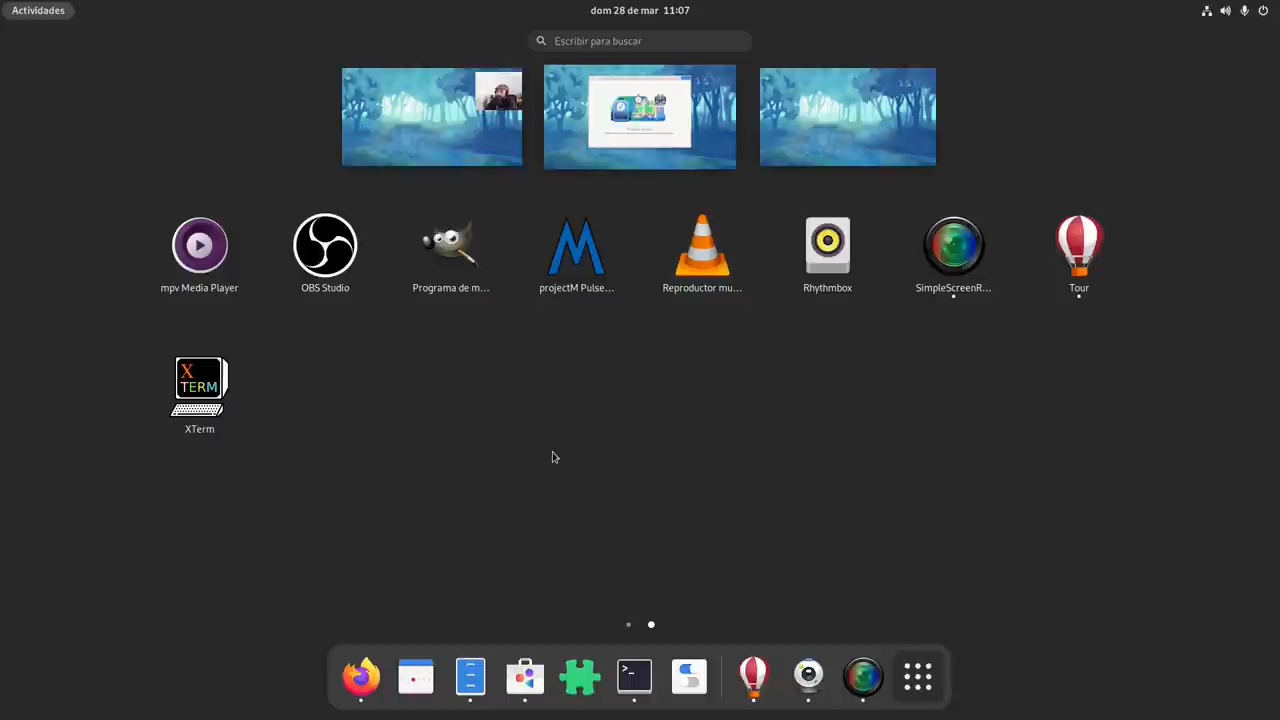 Actividades
dom 28 de mar 11:07
Escribir para buscar
mpv Media Player
OBS Studio
Programa de m...
projectM Pulse...
Reproductor mu...
Rhythmbox
SimpleScreenR...
Tour
X
TERM
XTerm
>_